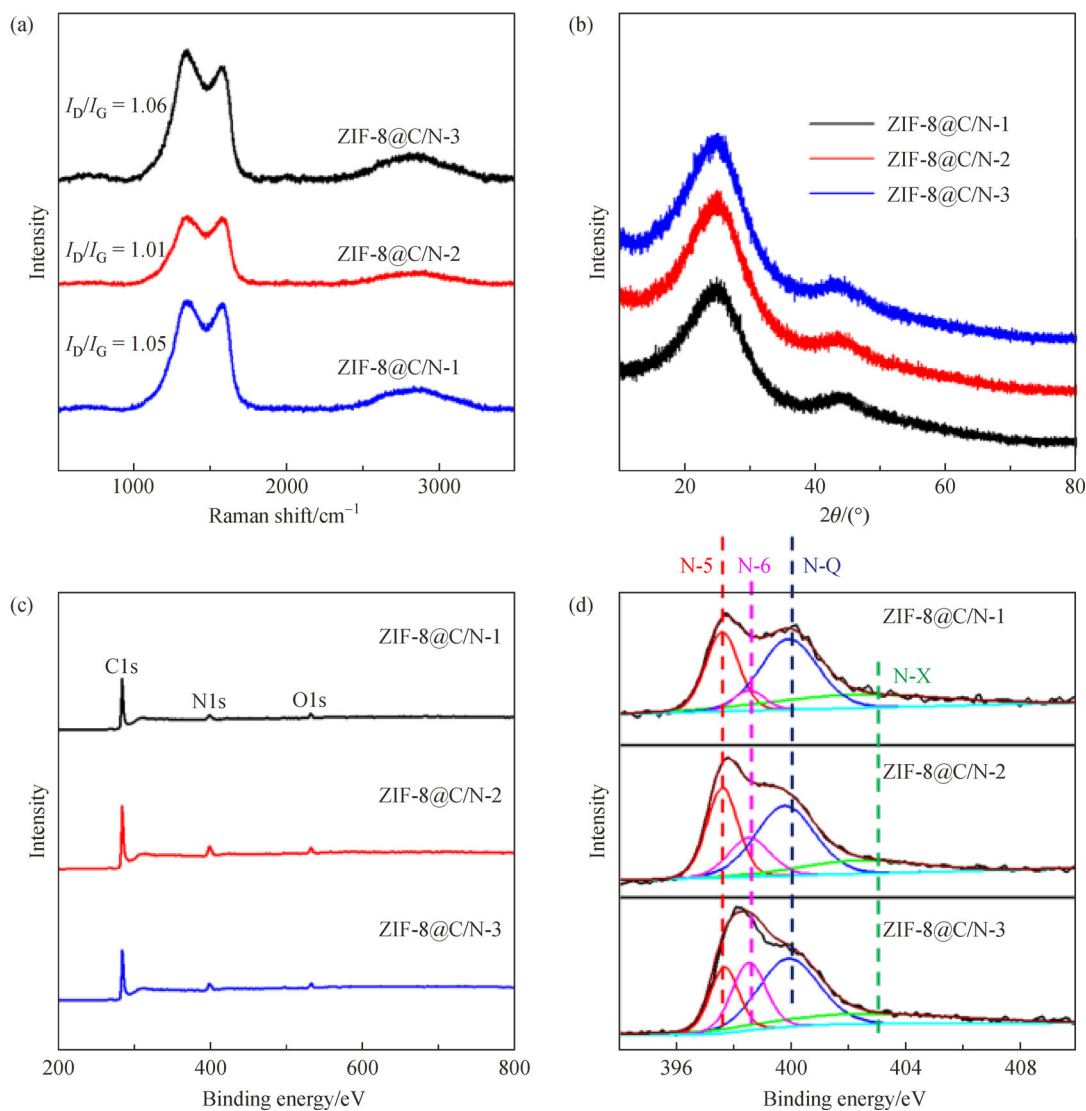 (a)
I_D/I_G = 1.06
ZIF-8@C/N-3
I_D/I_G = 1.01
ZIF-8@C/N-2
I_D/I_G = 1.05
ZIF-8@C/N-1
Intensity
1000
2000
3000
Raman shift/cm⁻¹
(b)
ZIF-8@C/N-1
ZIF-8@C/N-2
ZIF-8@C/N-3
Intensity
20
40
60
80
2θ/(°)
(c)
ZIF-8@C/N-1
C1s
N1s
O1s
ZIF-8@C/N-2
ZIF-8@C/N-3
Intensity
200
400
600
800
Binding energy/eV
(d)
N-5
N-6
N-Q
ZIF-8@C/N-1
N-X
ZIF-8@C/N-2
ZIF-8@C/N-3
Intensity
396
400
404
408
Binding energy/eV